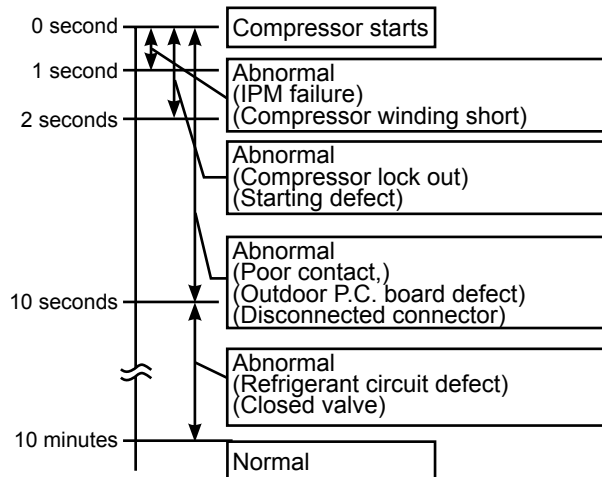 0 second
Compressor starts
1 second
Abnormal
(IPM failure)
(Compressor winding short)
2 seconds
Abnormal
(Compressor lock out)
(Starting defect)
Abnormal
(Poor contact,)
(Outdoor P.C. board defect)
(Disconnected connector)
10 seconds
Abnormal
(Refrigerant circuit defect)
(Closed valve)
10 minutes
Normal